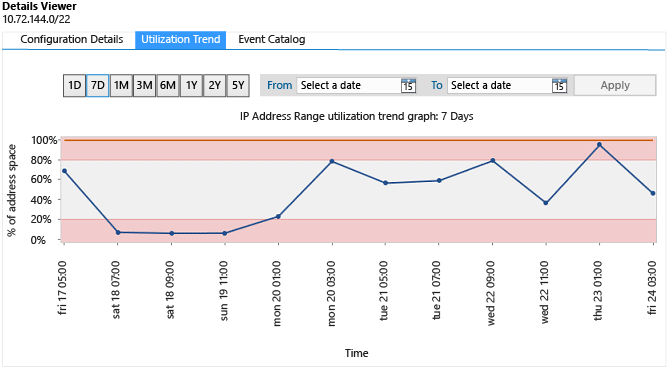 Details Viewer
10.72.144.0/22
Configuration Details Utilization Trend Event Catalog
1D 7D 1M 3M 6M 1Y 2Y 5Y From Select a date 15 To Select a date 15 Apply
IP Address Range utilization trend graph: 7 Days
% of address space
100%
80%
60%
40%
20%
0%
fri 17 05:00
sat 18 07:00
sat 18 09:00
sun 19 11:00
mon 20 01:00
mon 20 03:00
tue 21 05:00
tue 21 07:00
wed 22 09:00
wed 22 11:00
thu 23 01:00
fri 24 03:00
Time